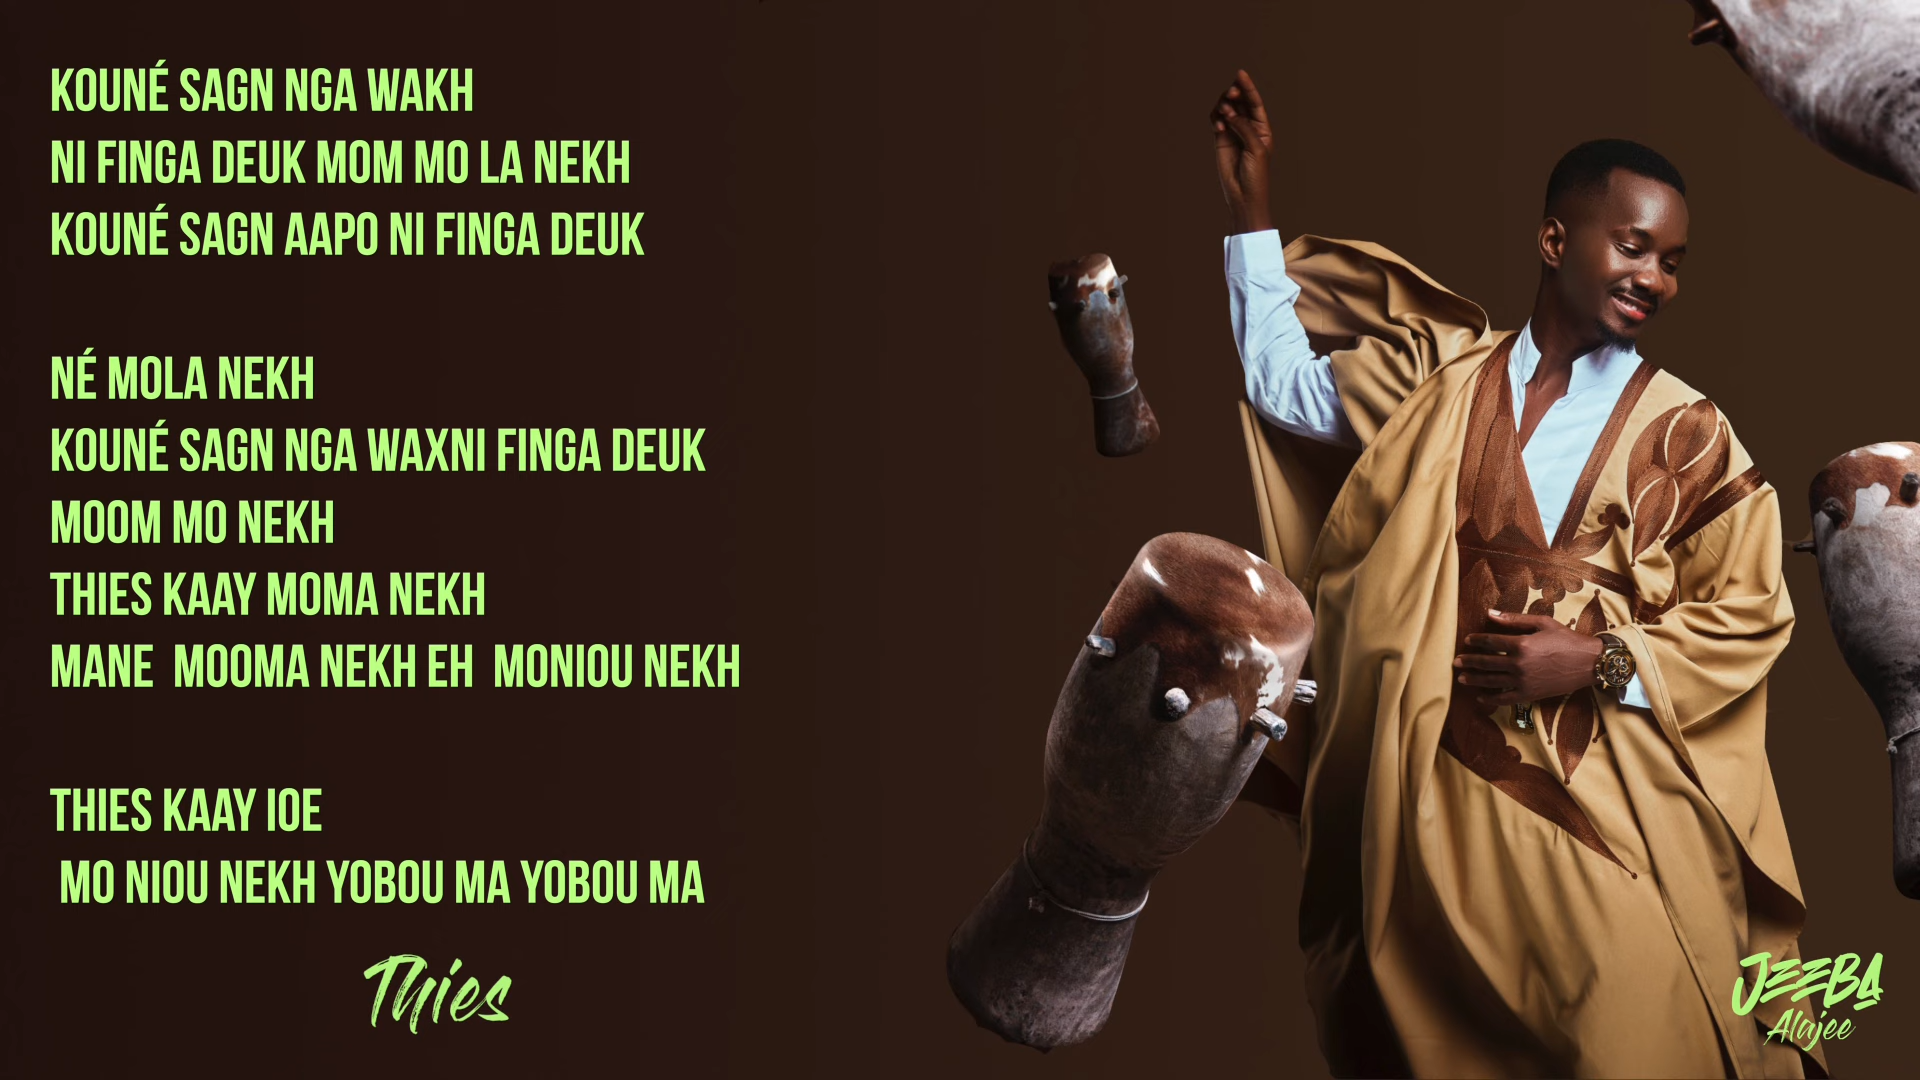 KOUNÉ SAGN NGA WAKH
NI FINGA DEUK MOM MO LA NEKH
KOUNÉ SAGN AAPO NI FINGA DEUK
NÉ MOLA NEKH
KOUNÉ SAGN NGA WAXNI FINGA DEUK
MOOM MO NEKH
THIES KAAY MOMA NEKH
MANE  MOOMA NEKH EH  MONIOU NEKH
THIES KAAY IOE
MO NIOU NEKH YOBOU MA YOBOU MA
Thies
JEEBA
Alajee